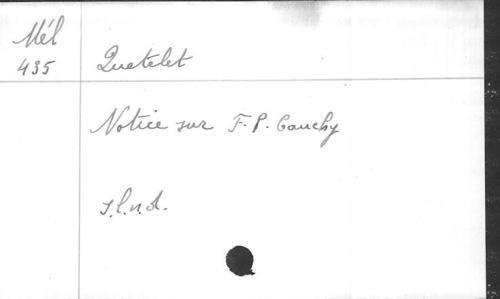 Mél
435
Quetelet
Notice sur F. P. Cauchy
s.l.n.d.